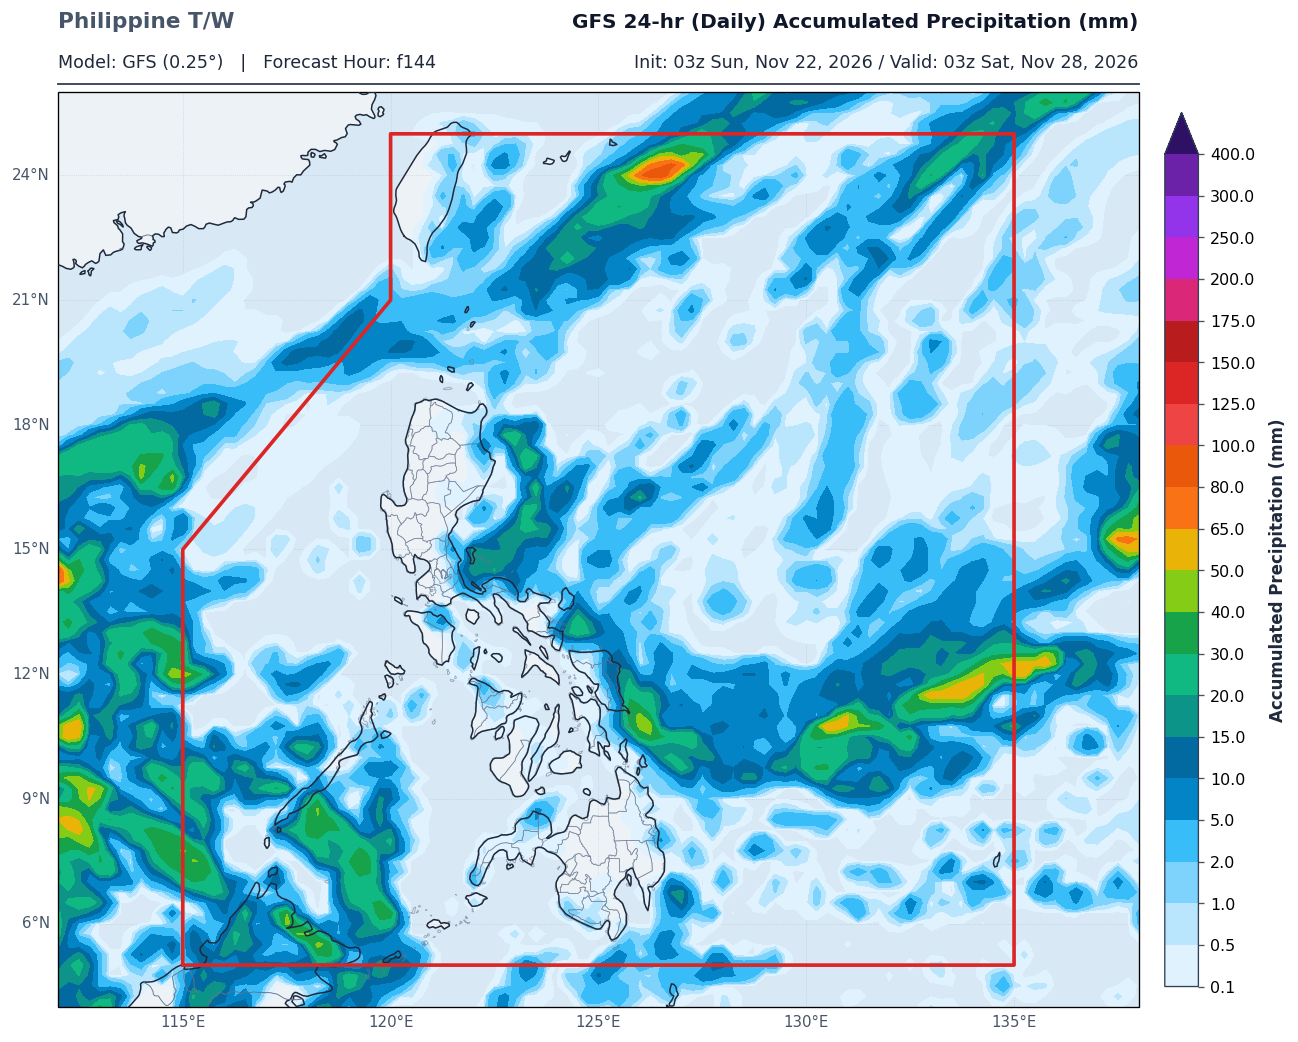 Philippine T/W
GFS 24-hr (Daily) Accumulated Precipitation (mm)
Model: GFS (0.25°)   |   Forecast Hour: f144
Init: 03z Sun, Nov 22, 2026 / Valid: 03z Sat, Nov 28, 2026
24°N
21°N
18°N
15°N
12°N
9°N
6°N
115°E
120°E
125°E
130°E
135°E
400.0
300.0
250.0
200.0
175.0
150.0
125.0
100.0
80.0
65.0
50.0
40.0
30.0
20.0
15.0
10.0
5.0
2.0
1.0
0.5
0.1
Accumulated Precipitation (mm)